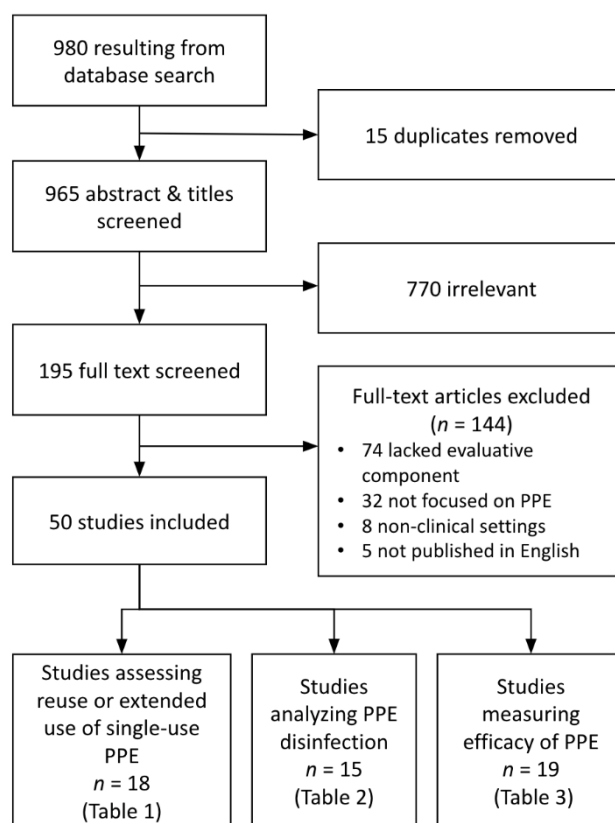 980 resulting from
database search
15 duplicates removed
965 abstract & titles
screened
770 irrelevant
195 full text screened
Full-text articles excluded
(n = 144)
• 74 lacked evaluative
component
• 32 not focused on PPE
• 8 non-clinical settings
• 5 not published in English
50 studies included
Studies assessing
reuse or extended
use of single-use
PPE
n = 18
(Table 1)
Studies
analyzing PPE
disinfection
n = 15
(Table 2)
Studies
measuring
efficacy of PPE
n = 19
(Table 3)